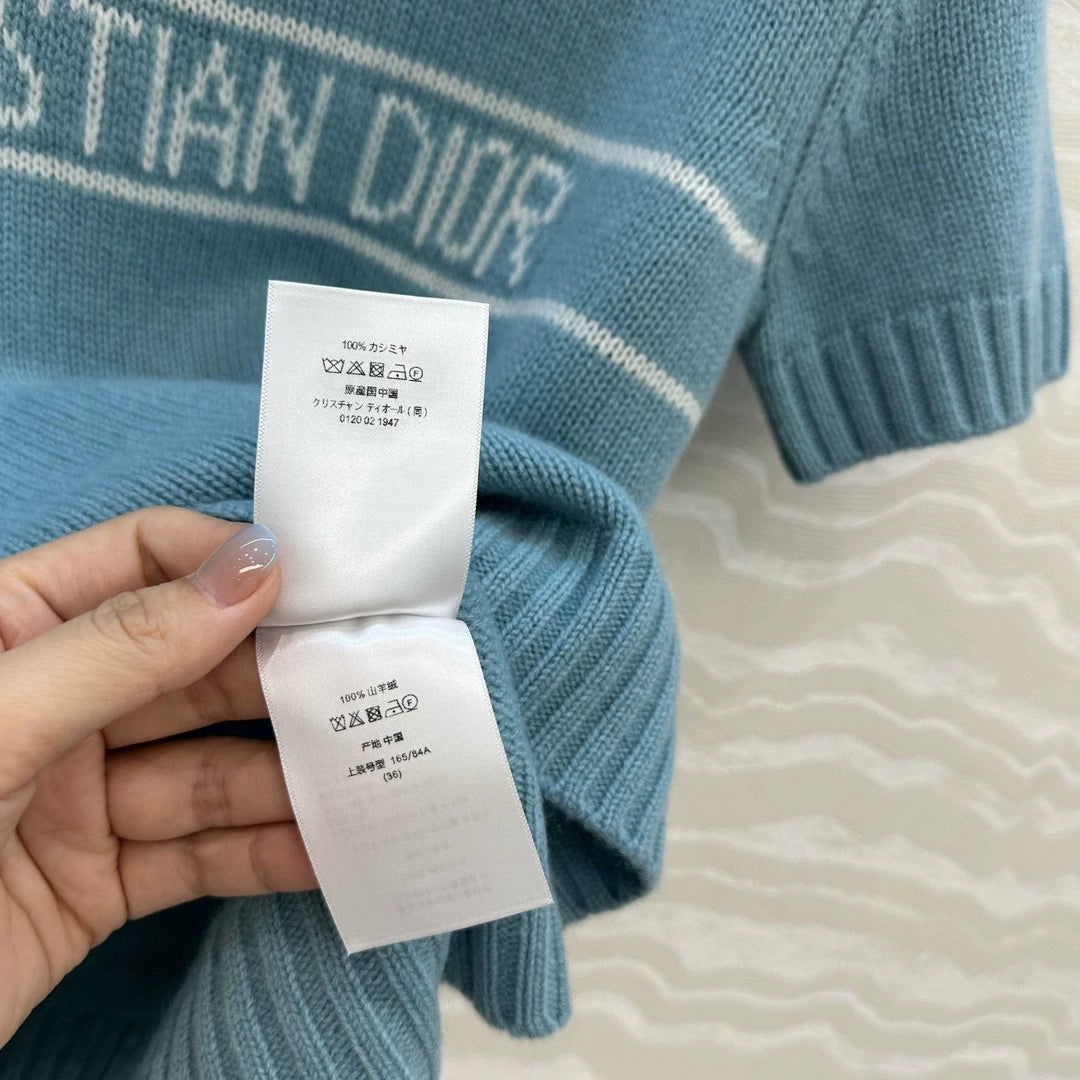 STIAN DIOR
100% カシミヤ
原産国中国
クリスチャン ディオール(同)
0120 02 1947
100% 山羊绒
产地 中国
上装号型 165/84A
(36)